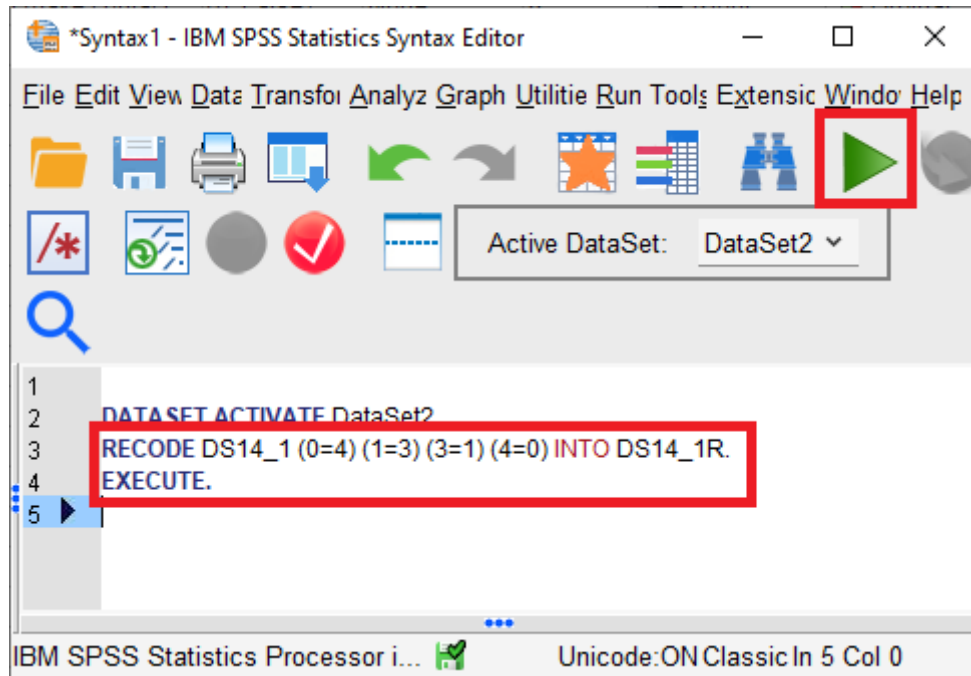 *Syntax1 - IBM SPSS Statistics Syntax Editor
File Edit View Data Transfor Analyz Graph Utilitie Run Tools Extensic Window Help
/*
Active DataSet: DataSet2
1
2 DATASET ACTIVATE DataSet2
3 RECODE DS14_1 (0=4) (1=3) (3=1) (4=0) INTO DS14_1R.
4 EXECUTE.
5
IBM SPSS Statistics Processor i... Unicode:ON Classic In 5 Col 0